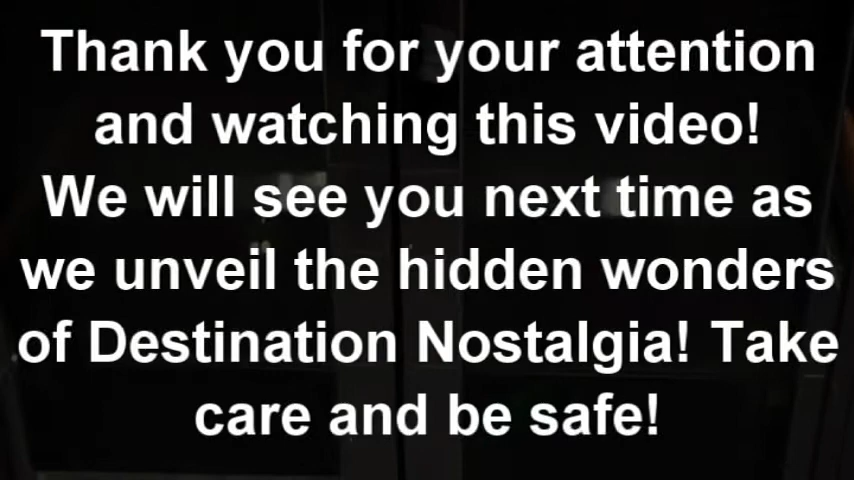 Thank you for your attention
and watching this video!
We will see you next time as
we unveil the hidden wonders
of Destination Nostalgia! Take
care and be safe!